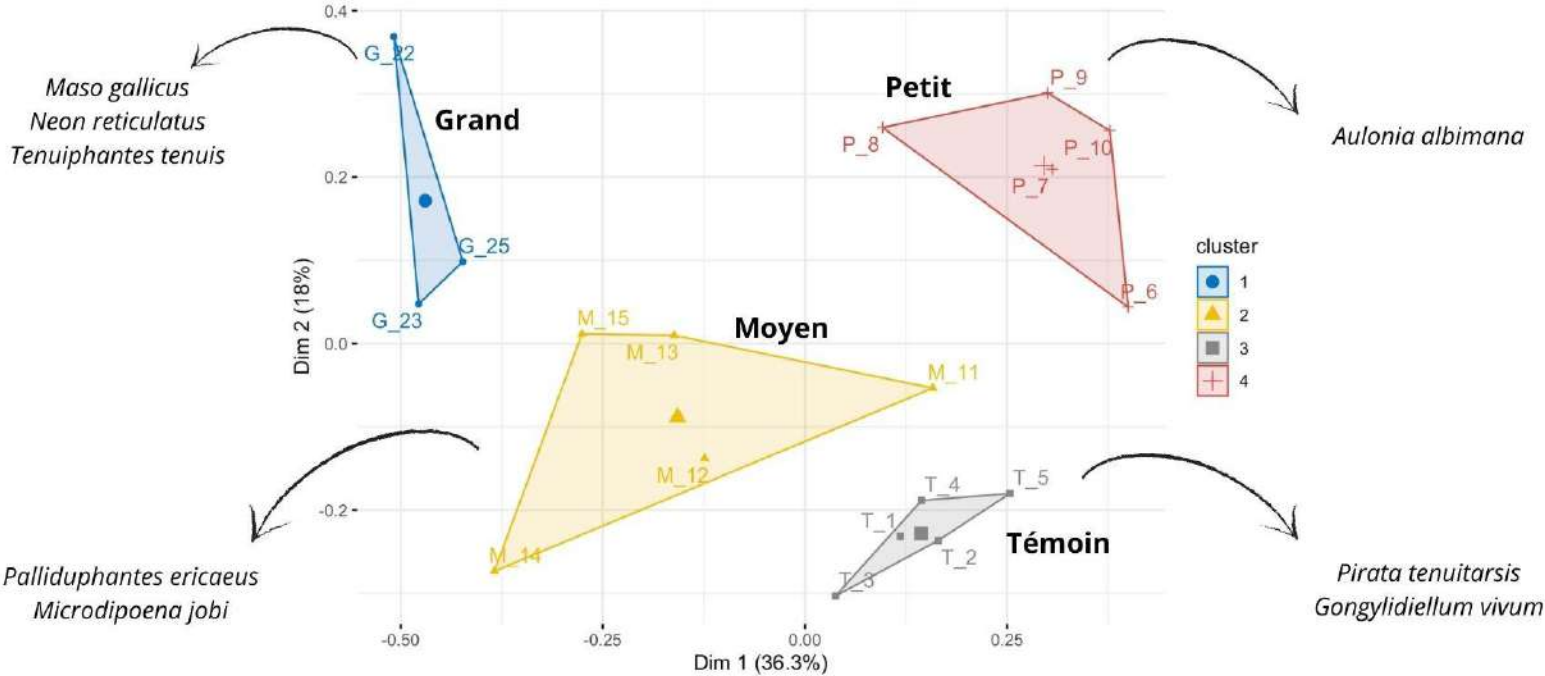 Maso gallicus
Neon reticulatus
Tenuiphantes tenuis
Grand
Petit
Aulonia albimana
Moyen
Témoin
Palliduphantes ericaeus
Microdipoena jobi
Pirata tenuitarsis
Gongylidiellum vivum
G_22
G_25
G_23
P_9
P_8
P_10
P_7
P_6
M_15
M_13
M_11
M_12
M_14
T_4
T_5
T_1
T_2
T_3
cluster
1
2
3
4
Dim 2 (18%)
0.4
0.2
0.0
-0.2
-0.50
-0.25
0.00
0.25
Dim 1 (36.3%)